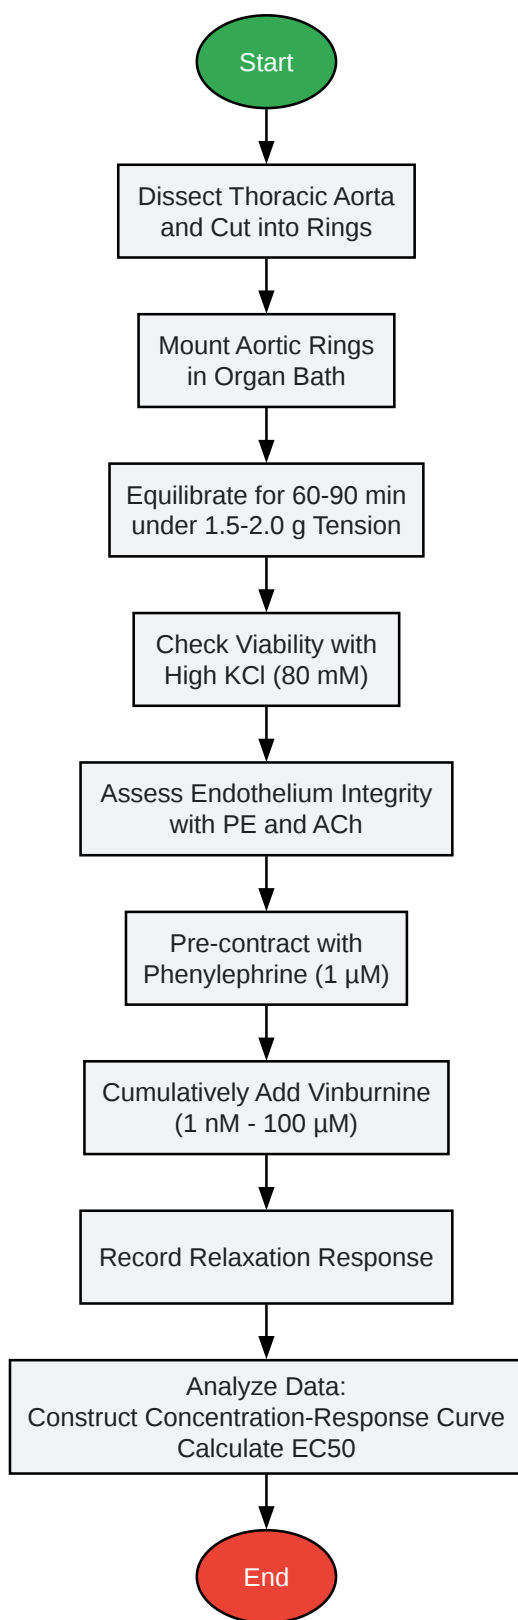 Start
Dissect Thoracic Aorta
and Cut into Rings
Mount Aortic Rings
in Organ Bath
Equilibrate for 60-90 min
under 1.5-2.0 g Tension
Check Viability with
High KCl (80 mM)
Assess Endothelium Integrity
with PE and ACh
Pre-contract with
Phenylephrine (1 µM)
Cumulatively Add Vinburnine
(1 nM - 100 µM)
Record Relaxation Response
Analyze Data:
Construct Concentration-Response Curve
Calculate EC50
End